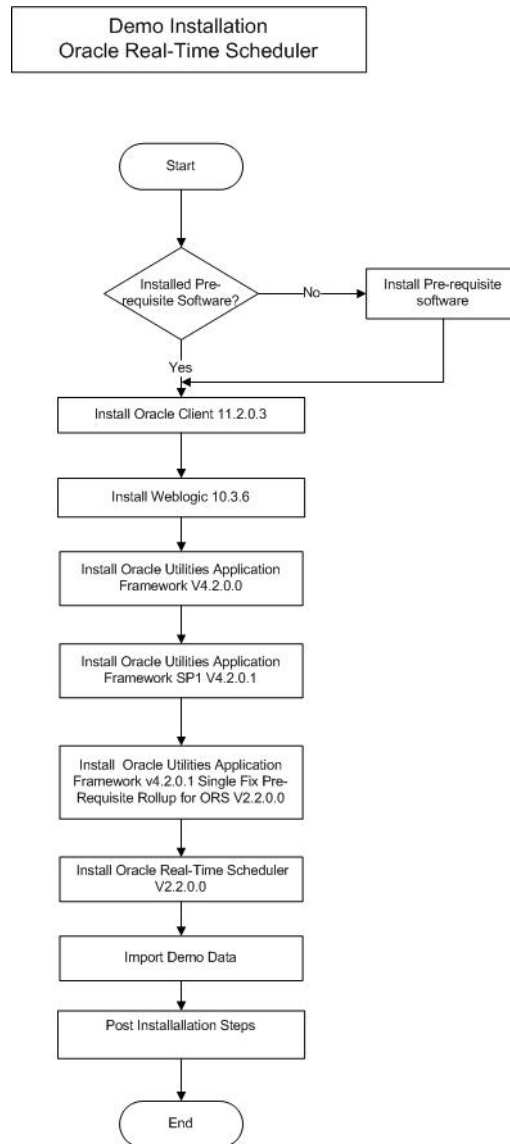 Demo Installation
Oracle Real-Time Scheduler
Start
Installed Pre-
requisite Software?
No
Install Pre-requisite
software
Yes
Install Oracle Client 11.2.0.3
Install Weblogic 10.3.6
Install Oracle Utilities Application
Framework V4.2.0.0
Install Oracle Utilities Application
Framework SP1 V4.2.0.1
Install Oracle Utilities Application
Framework v4.2.0.1 Single Fix Pre-
Requisite Rollup for ORS V2.2.0.0
Install Oracle Real-Time Scheduler
V2.2.0.0
Import Demo Data
Post Installallation Steps
End